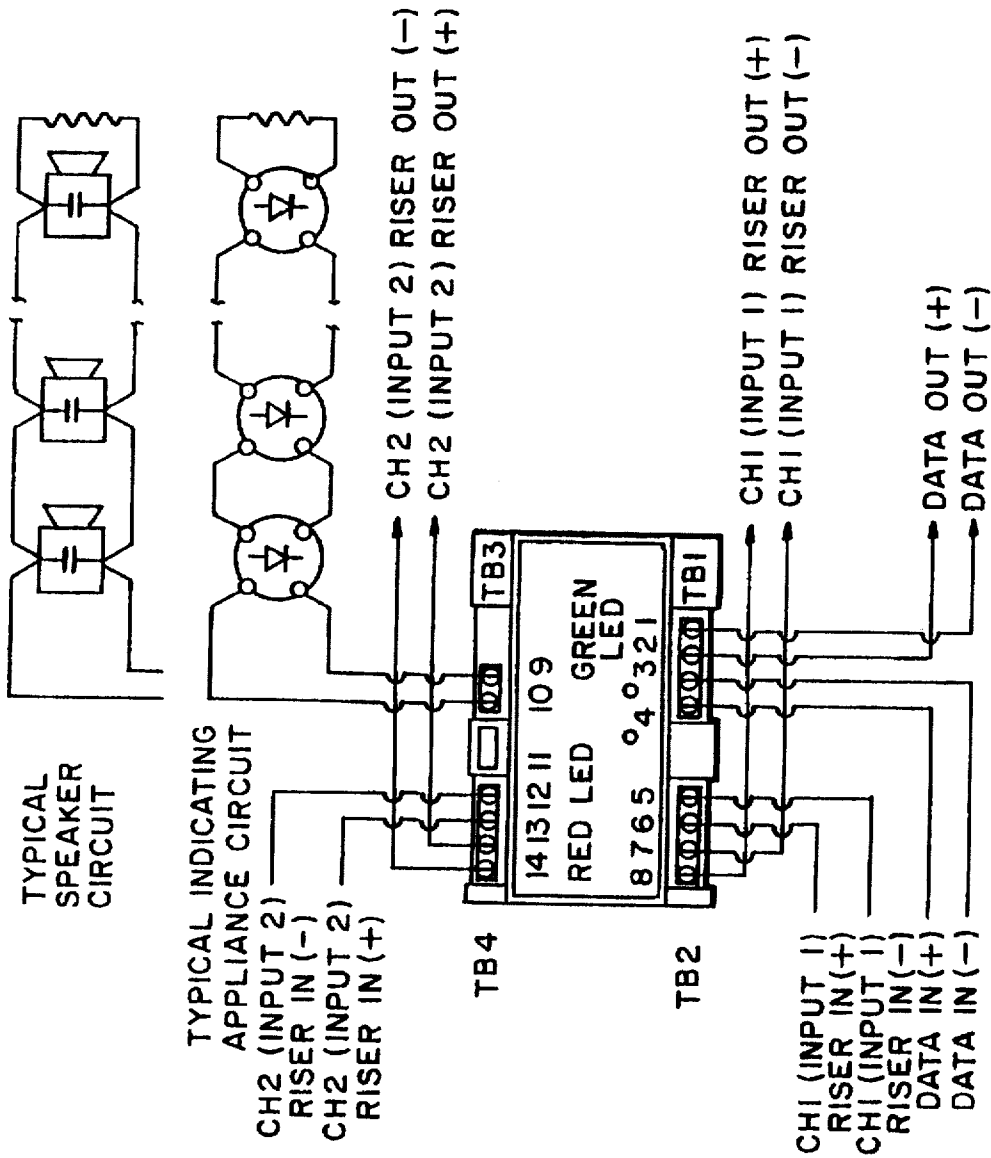 TYPICAL
SPEAKER
CIRCUIT
TYPICAL INDICATING
APPLIANCE CIRCUIT
CH2 (INPUT 2)
RISER IN (-)
CH2 (INPUT 2)
RISER IN (+)
CH2 (INPUT 2) RISER OUT (-)
CH2 (INPUT 2) RISER OUT (+)
TB4
TB3
14 13 12 11
10 9
RED LED
GREEN
LED
8 7 6 5
4 3 2 1
TB2
TB1
CH1 (INPUT 1) RISER OUT (+)
CH1 (INPUT 1) RISER OUT (-)
CH1 (INPUT 1)
RISER IN (+)
CH1 (INPUT 1)
RISER IN (-)
DATA IN (+)
DATA IN (-)
DATA OUT (+)
DATA OUT (-)